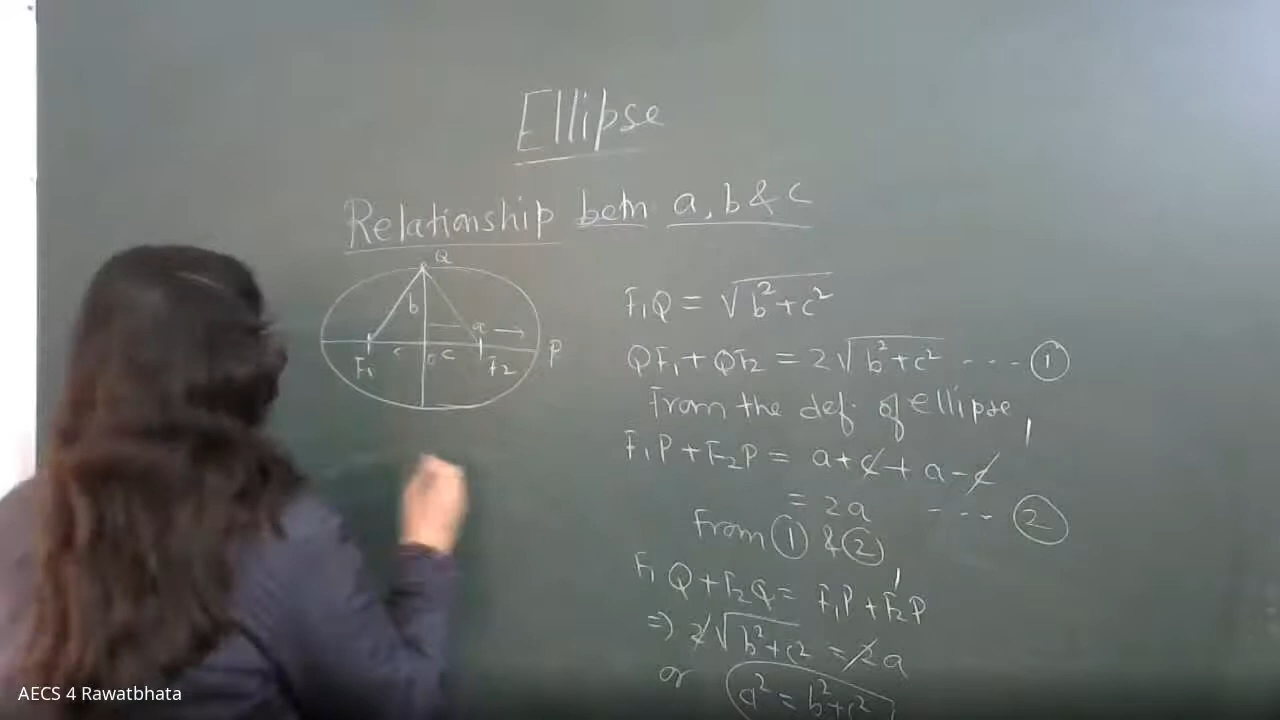 Ellipse
Relationship betn a, b & c
Q
b
a
P
F₁ c O c F₂
F₁Q = √b²+c²
QF₁ + QF₂ = 2√b²+c² ---- ①
From the def. of ellipse,
F₁P + F₂P = a+c + a-c
= 2a ---- ②
From ① & ②,
F₁Q + F₂Q = F₁P + F₂P
=) 2√b²+c² = 2a
or a² = b²+c²
AECS 4 Rawatbhata